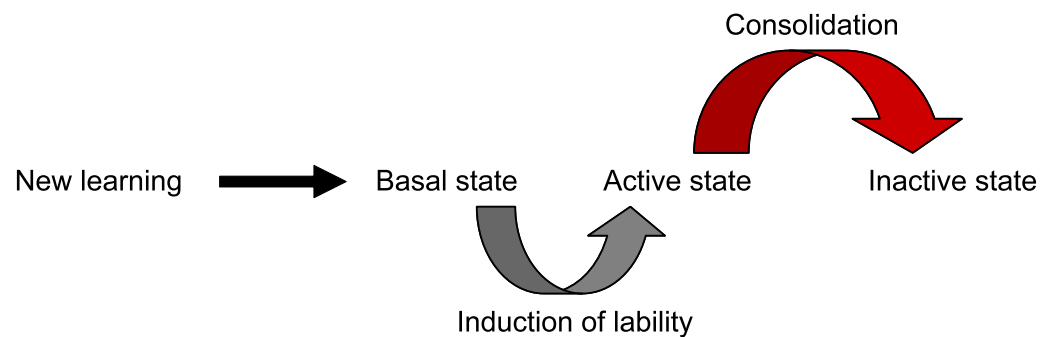 Consolidation
New learning
Basal state
Active state
Inactive state
Induction of lability